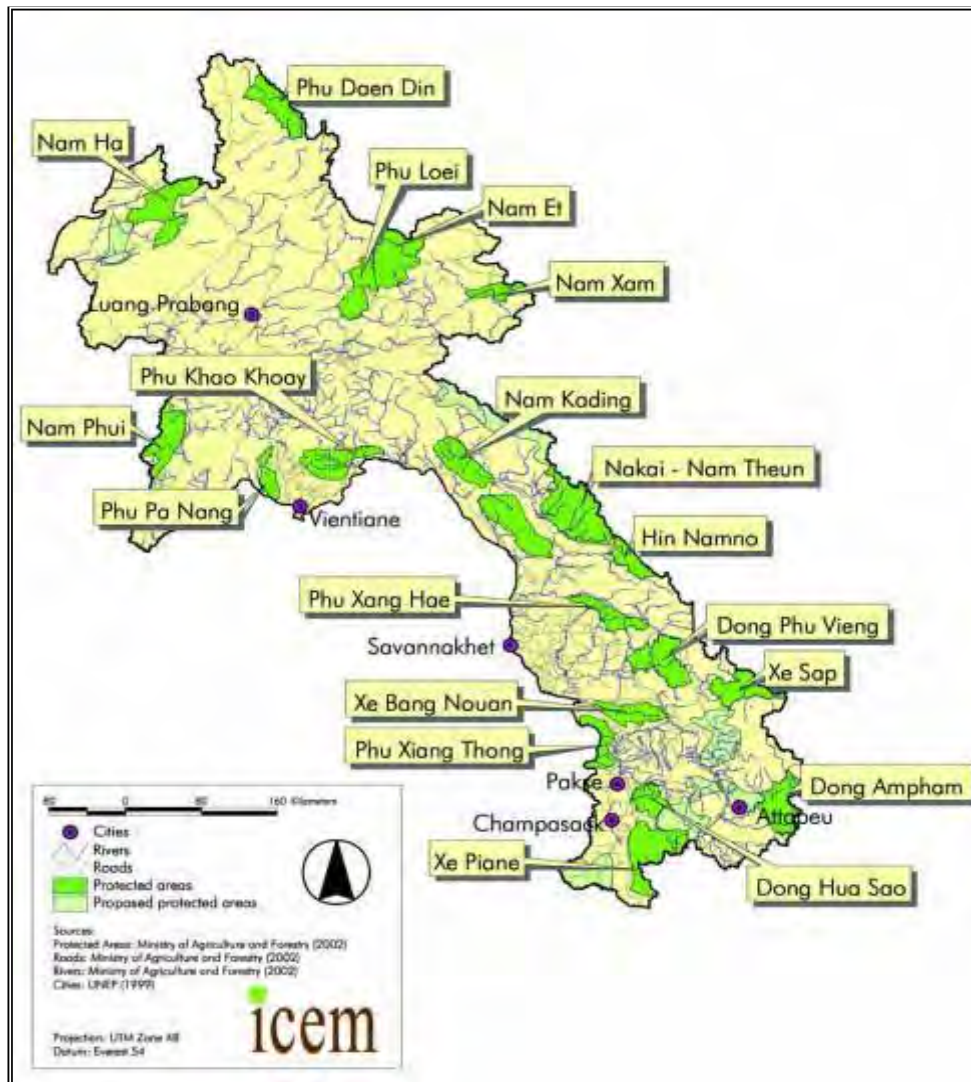 Phu Daen Din
Nam Ha
Phu Loei
Nam Et
Nam Xam
Luang Prabang
Phu Khao Khoay
Nam Kading
Nam Phui
Nakai - Nam Theun
Phu Pa Nang
Vientiane
Hin Namno
Phu Xang Hae
Dong Phu Vieng
Savannakhet
Xe Sap
Xe Bang Nouan
Phu Xiang Thong
Pakse
Dong Ampham
Champasack
Attapeu
Xe Piane
Dong Hua Sao
0 80 160 Kilometers
Cities
Rivers
Roads
Protected areas
Proposed protected areas
Sources:
Protected Areas: Ministry of Agriculture and Forestry (2002)
Roads: Ministry of Agriculture and Forestry (2002)
Rivers: Ministry of Agriculture and Forestry (2002)
Cities: UNEP (1999)
icem
Projection: UTM Zone 48
Datum: Everest 54